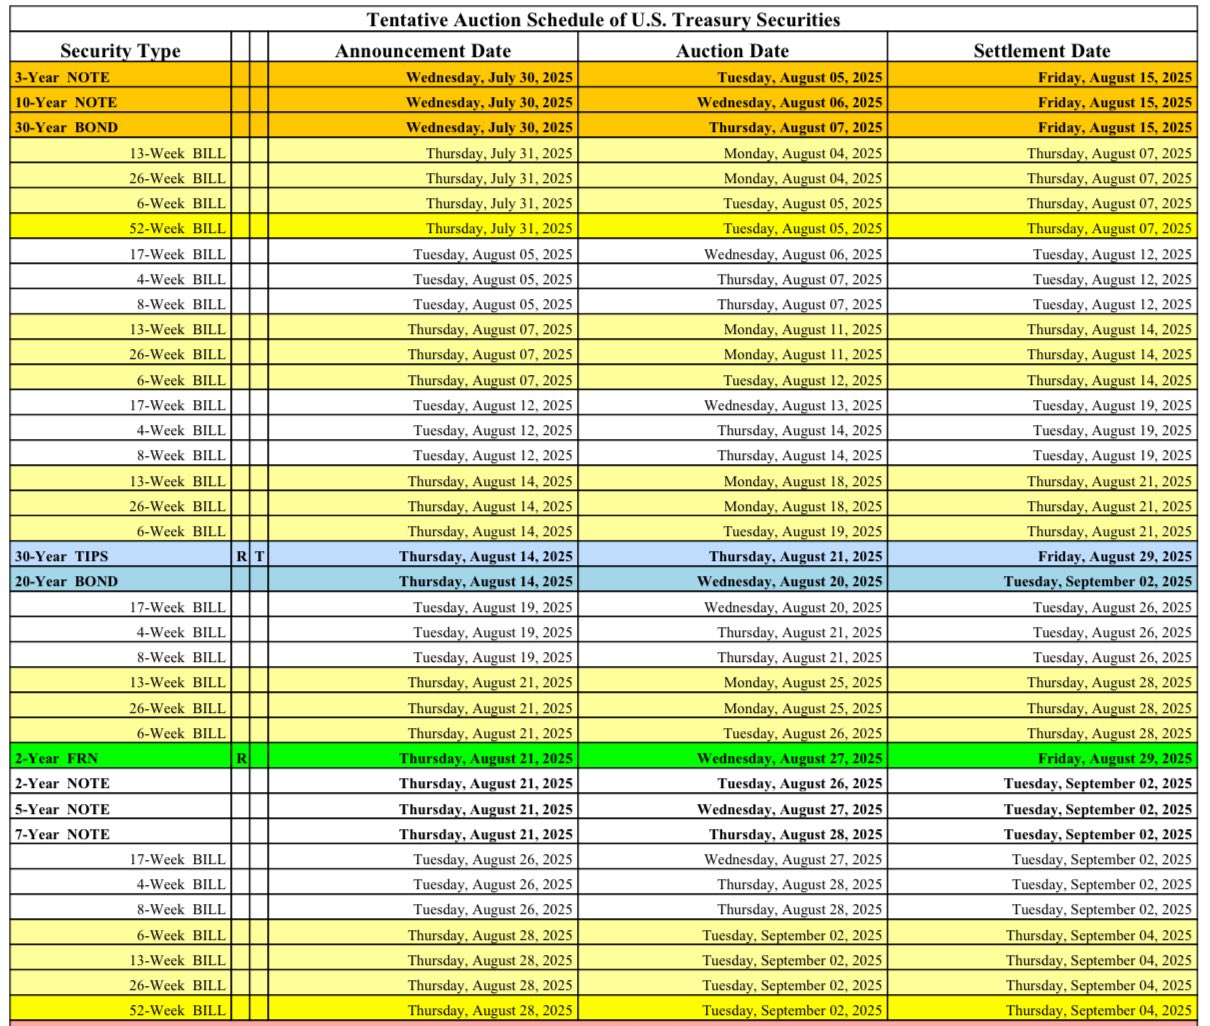 Tentative Auction Schedule of U.S. Treasury Securities
Security Type Announcement Date Auction Date Settlement Date
3-Year NOTE Wednesday, July 30, 2025 Tuesday, August 05, 2025 Friday, August 15, 2025
10-Year NOTE Wednesday, July 30, 2025 Wednesday, August 06, 2025 Friday, August 15, 2025
30-Year BOND Wednesday, July 30, 2025 Thursday, August 07, 2025 Friday, August 15, 2025
13-Week BILL Thursday, July 31, 2025 Monday, August 04, 2025 Thursday, August 07, 2025
26-Week BILL Thursday, July 31, 2025 Monday, August 04, 2025 Thursday, August 07, 2025
6-Week BILL Thursday, July 31, 2025 Tuesday, August 05, 2025 Thursday, August 07, 2025
52-Week BILL Thursday, July 31, 2025 Tuesday, August 05, 2025 Thursday, August 07, 2025
17-Week BILL Tuesday, August 05, 2025 Wednesday, August 06, 2025 Tuesday, August 12, 2025
4-Week BILL Tuesday, August 05, 2025 Thursday, August 07, 2025 Tuesday, August 12, 2025
8-Week BILL Tuesday, August 05, 2025 Thursday, August 07, 2025 Tuesday, August 12, 2025
13-Week BILL Thursday, August 07, 2025 Monday, August 11, 2025 Thursday, August 14, 2025
26-Week BILL Thursday, August 07, 2025 Monday, August 11, 2025 Thursday, August 14, 2025
6-Week BILL Thursday, August 07, 2025 Tuesday, August 12, 2025 Thursday, August 14, 2025
17-Week BILL Tuesday, August 12, 2025 Wednesday, August 13, 2025 Tuesday, August 19, 2025
4-Week BILL Tuesday, August 12, 2025 Thursday, August 14, 2025 Tuesday, August 19, 2025
8-Week BILL Tuesday, August 12, 2025 Thursday, August 14, 2025 Tuesday, August 19, 2025
13-Week BILL Thursday, August 14, 2025 Monday, August 18, 2025 Thursday, August 21, 2025
26-Week BILL Thursday, August 14, 2025 Monday, August 18, 2025 Thursday, August 21, 2025
6-Week BILL Thursday, August 14, 2025 Tuesday, August 19, 2025 Thursday, August 21, 2025
30-Year TIPS R T Thursday, August 14, 2025 Thursday, August 21, 2025 Friday, August 29, 2025
20-Year BOND Thursday, August 14, 2025 Wednesday, August 20, 2025 Tuesday, September 02, 2025
17-Week BILL Tuesday, August 19, 2025 Wednesday, August 20, 2025 Tuesday, August 26, 2025
4-Week BILL Tuesday, August 19, 2025 Thursday, August 21, 2025 Tuesday, August 26, 2025
8-Week BILL Tuesday, August 19, 2025 Thursday, August 21, 2025 Tuesday, August 26, 2025
13-Week BILL Thursday, August 21, 2025 Monday, August 25, 2025 Thursday, August 28, 2025
26-Week BILL Thursday, August 21, 2025 Monday, August 25, 2025 Thursday, August 28, 2025
6-Week BILL Thursday, August 21, 2025 Tuesday, August 26, 2025 Thursday, August 28, 2025
2-Year FRN R Thursday, August 21, 2025 Wednesday, August 27, 2025 Friday, August 29, 2025
2-Year NOTE Thursday, August 21, 2025 Tuesday, August 26, 2025 Tuesday, September 02, 2025
5-Year NOTE Thursday, August 21, 2025 Wednesday, August 27, 2025 Tuesday, September 02, 2025
7-Year NOTE Thursday, August 21, 2025 Thursday, August 28, 2025 Tuesday, September 02, 2025
17-Week BILL Tuesday, August 26, 2025 Wednesday, August 27, 2025 Tuesday, September 02, 2025
4-Week BILL Tuesday, August 26, 2025 Thursday, August 28, 2025 Tuesday, September 02, 2025
8-Week BILL Tuesday, August 26, 2025 Thursday, August 28, 2025 Tuesday, September 02, 2025
6-Week BILL Thursday, August 28, 2025 Tuesday, September 02, 2025 Thursday, September 04, 2025
13-Week BILL Thursday, August 28, 2025 Tuesday, September 02, 2025 Thursday, September 04, 2025
26-Week BILL Thursday, August 28, 2025 Tuesday, September 02, 2025 Thursday, September 04, 2025
52-Week BILL Thursday, August 28, 2025 Tuesday, September 02, 2025 Thursday, September 04, 2025